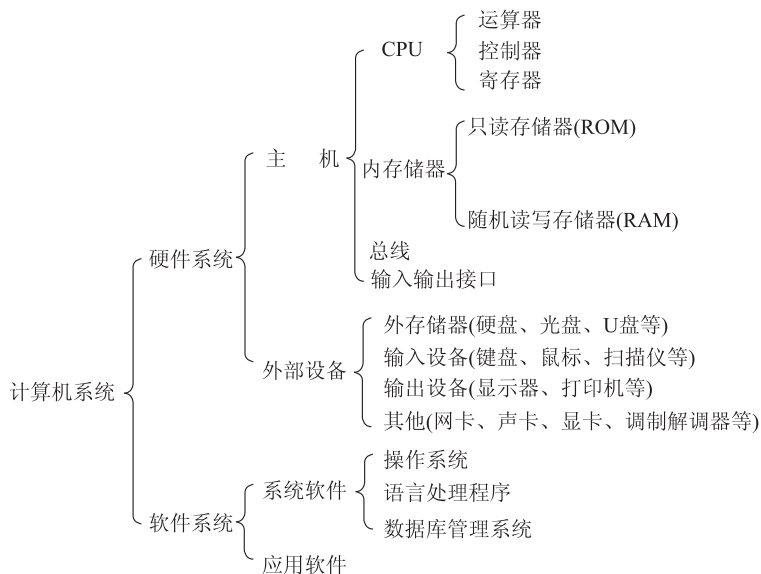 运算器
CPU
控制器
寄存器
只读存储器(ROM)
主 机
内存储器
随机读写存储器(RAM)
总线
硬件系统
输入输出接口
外存储器(硬盘、光盘、U盘等)
输入设备(键盘、鼠标、扫描仪等)
外部设备
输出设备(显示器、打印机等)
计算机系统
其他(网卡、声卡、显卡、调制解调器等)
操作系统
系统软件
语言处理程序
软件系统
数据库管理系统
应用软件